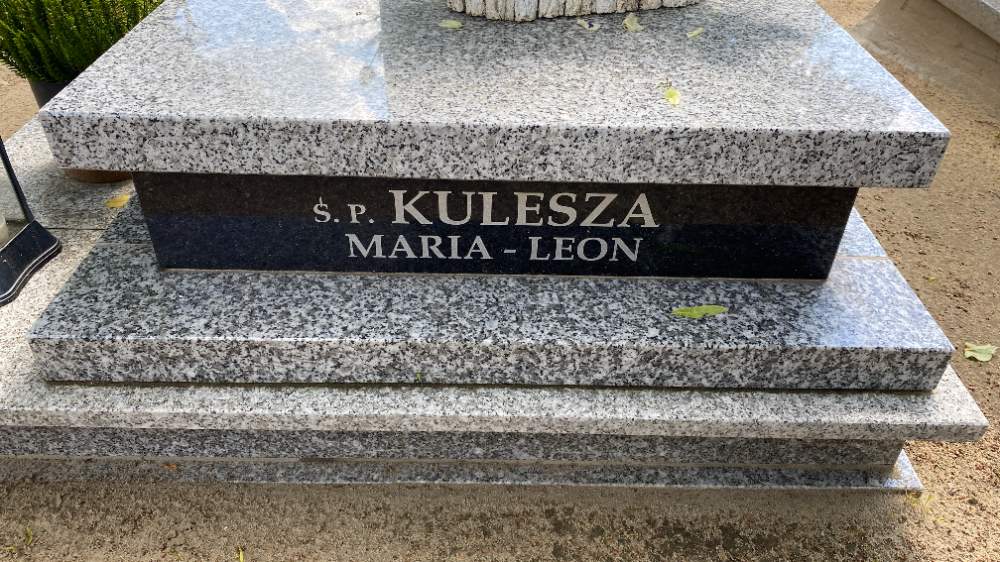 Ś. P. KULESZA
MARIA - LEON